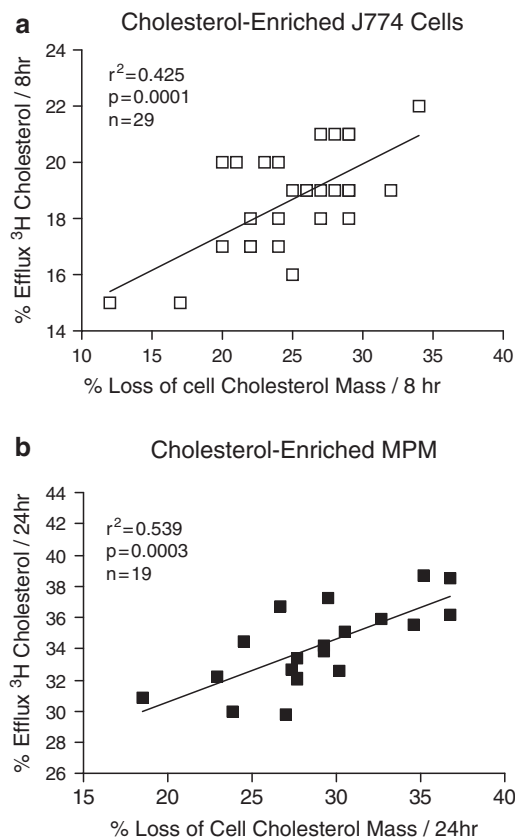 a
Cholesterol-Enriched J774 Cells
r²=0.425
p=0.0001
n=29
% Efflux ³H Cholesterol / 8hr
24
22
20
18
16
14
10 15 20 25 30 35 40
% Loss of cell Cholesterol Mass / 8 hr
b
Cholesterol-Enriched MPM
r²=0.539
p=0.0003
n=19
% Efflux ³H Cholesterol / 24hr
44
42
40
38
36
34
32
30
28
26
15 20 25 30 35 40
% Loss of Cell Cholesterol Mass / 24hr